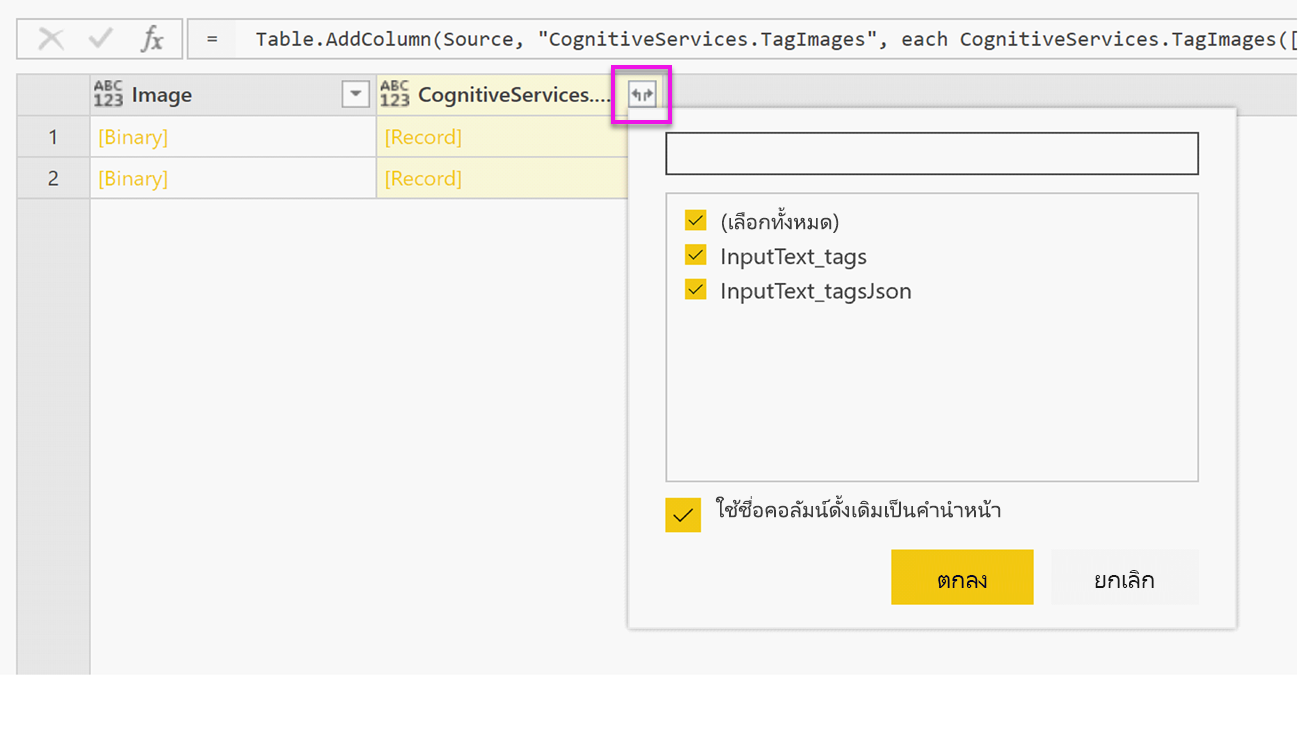 fx = Table.AddColumn(Source, "CognitiveServices.TagImages", each CognitiveServices.TagImages([
ABC 123 Image ABC 123 CognitiveServices....
1 [Binary] [Record]
2 [Binary] [Record]
(เลือกทั้งหมด)
InputText_tags
InputText_tagsJson
ใช้ชื่อคอลัมน์ดั้งเดิมเป็นคำนำหน้า
ตกลง ยกเลิก